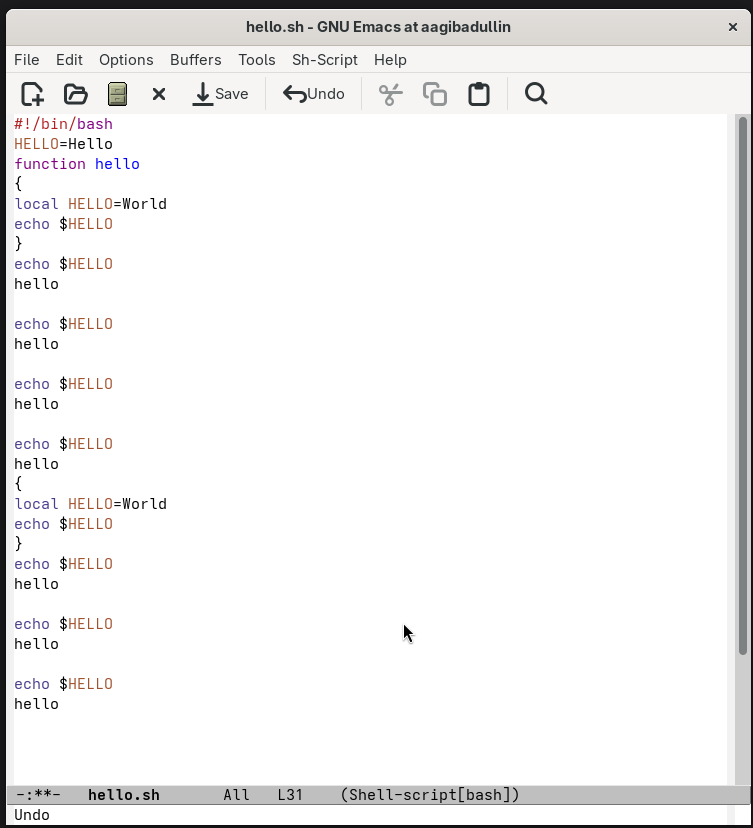 hello.sh - GNU Emacs at aagibadullin
File Edit Options Buffers Tools Sh-Script Help
Save Undo
#!/bin/bash
HELLO=Hello
function hello
{
local HELLO=World
echo $HELLO
}
echo $HELLO
hello
echo $HELLO
hello
echo $HELLO
hello
echo $HELLO
hello
{
local HELLO=World
echo $HELLO
}
echo $HELLO
hello
echo $HELLO
hello
echo $HELLO
hello
-:**- hello.sh All L31 (Shell-script[bash])
Undo